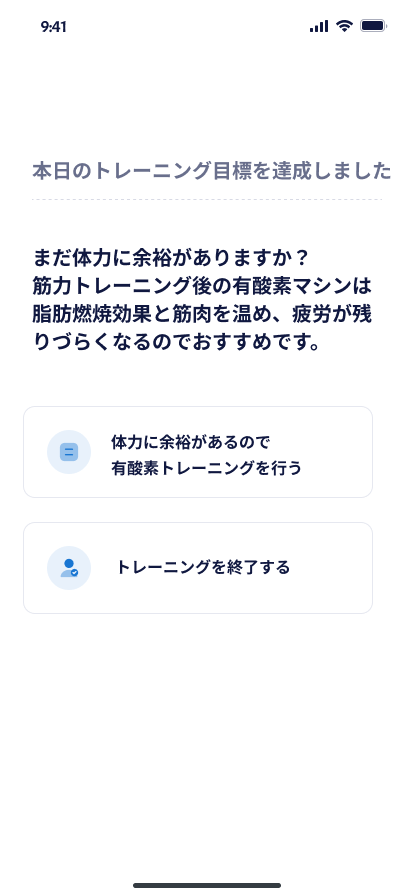 9:41
本日のトレーニング目標を達成しました
まだ体力に余裕がありますか？
筋力トレーニング後の有酸素マシンは
脂肪燃焼効果と筋肉を温め、疲労が残
りづらくなるのでおすすめです。
体力に余裕があるので
有酸素トレーニングを行う
トレーニングを終了する